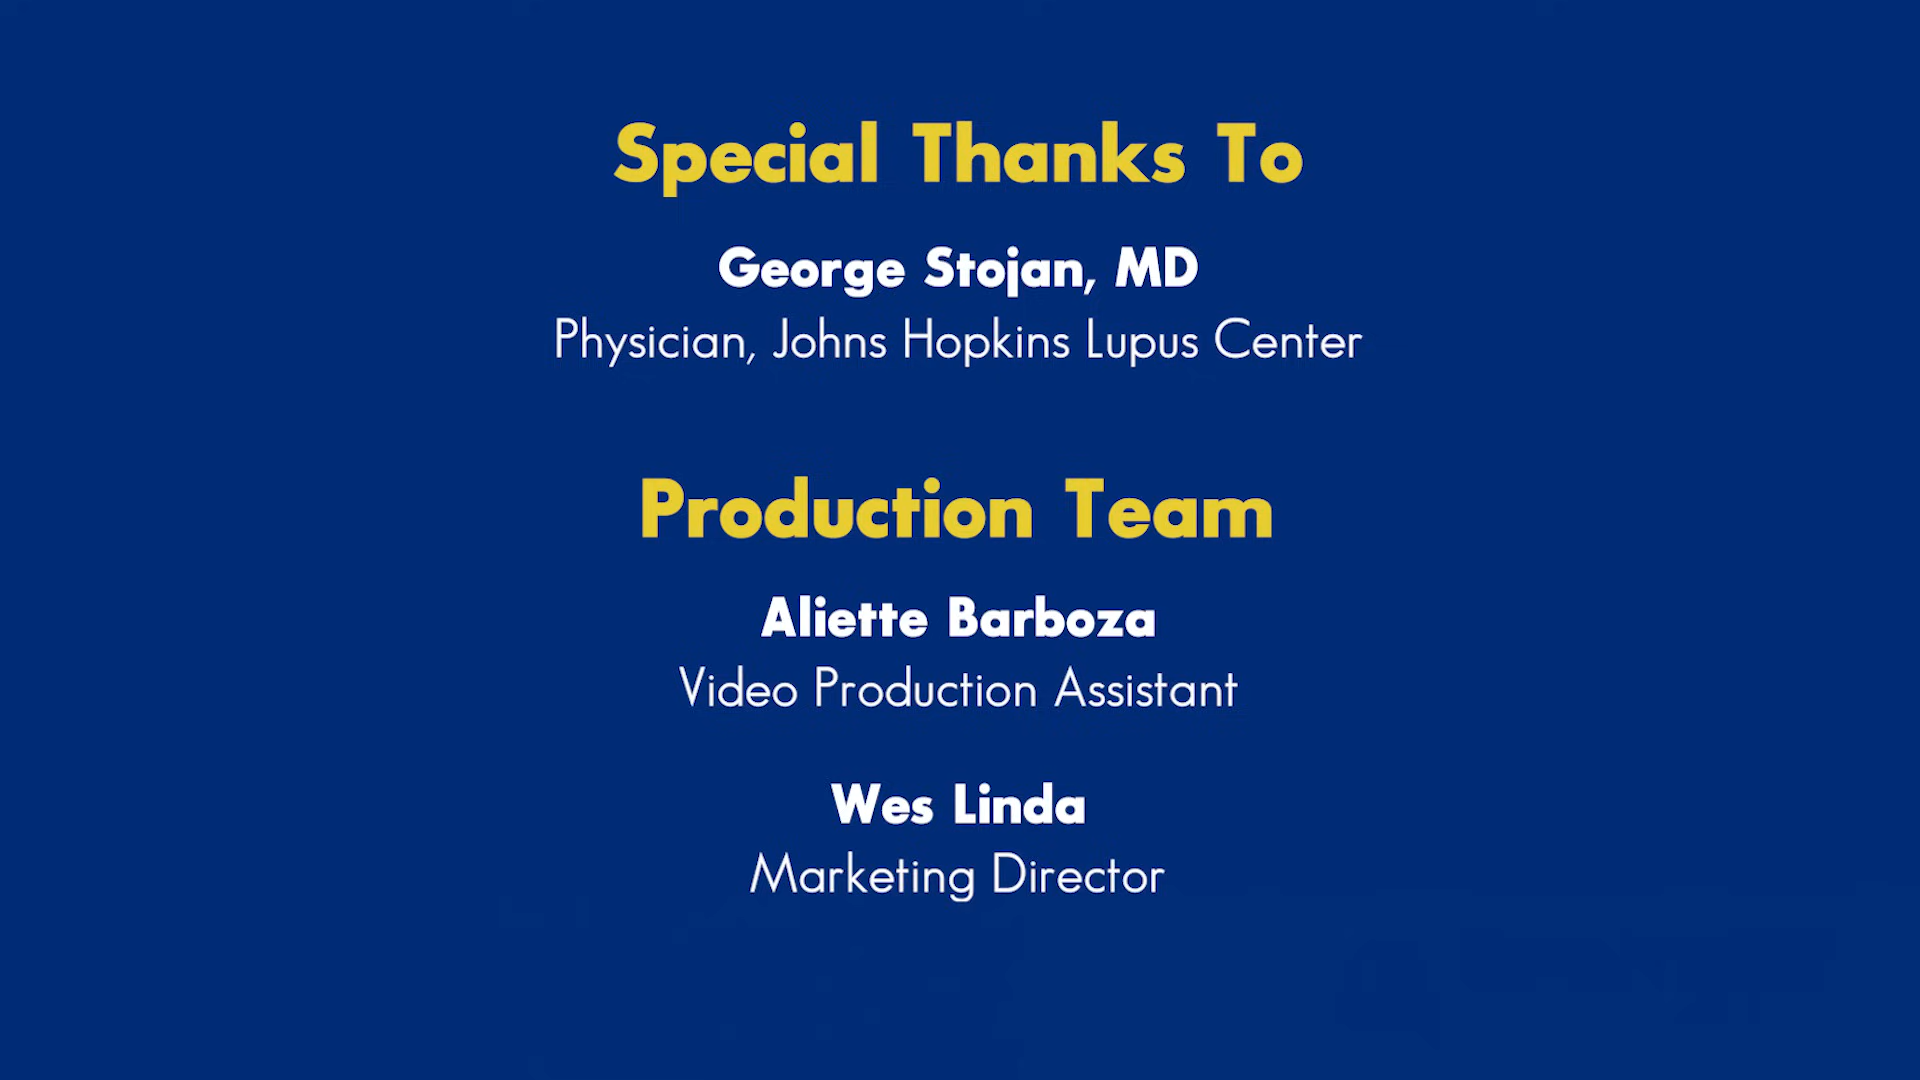 Special Thanks To
George Stojan, MD
Physician, Johns Hopkins Lupus Center
Production Team
Aliette Barboza
Video Production Assistant
Wes Linda
Marketing Director